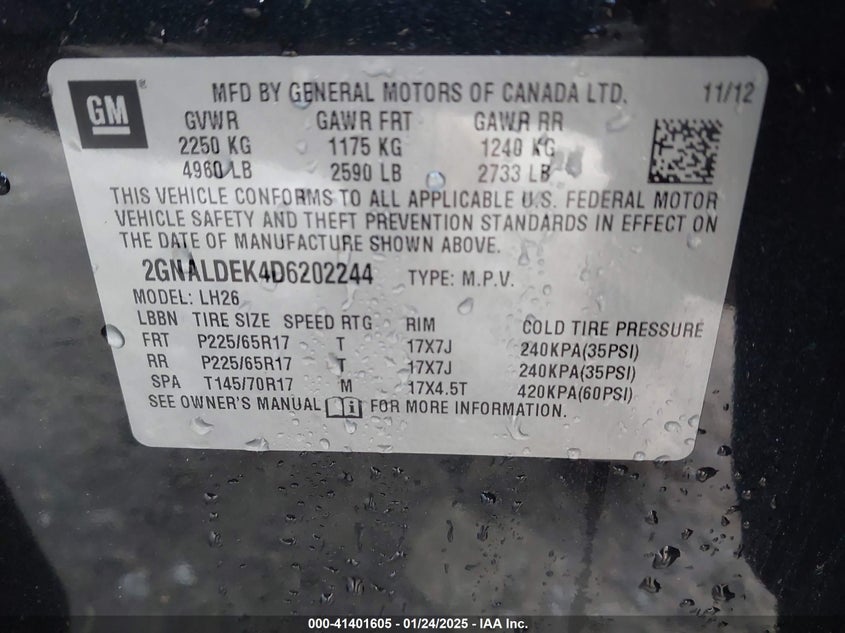 GM
MFD BY GENERAL MOTORS OF CANADA LTD. 11/12
GVWR GAWR FRT GAWR RR
2250 KG 1175 KG 1240 KG
4960 LB 2590 LB 2733 LB
THIS VEHICLE CONFORMS TO ALL APPLICABLE U.S. FEDERAL MOTOR
VEHICLE SAFETY AND THEFT PREVENTION STANDARDS IN EFFECT ON
THE DATE OF MANUFACTURE SHOWN ABOVE.
2GNALDEK4D6202244 TYPE: M.P.V.
MODEL: LH26
LBBN TIRE SIZE SPEED RTG RIM COLD TIRE PRESSURE
FRT P225/65R17 T 17X7J 240KPA(35PSI)
RR P225/65R17 T 17X7J 240KPA(35PSI)
SPA T145/70R17 M 17X4.5T 420KPA(60PSI)
SEE OWNER'S MANUAL i FOR MORE INFORMATION.
000-41401605 - 01/24/2025 - IAA Inc.